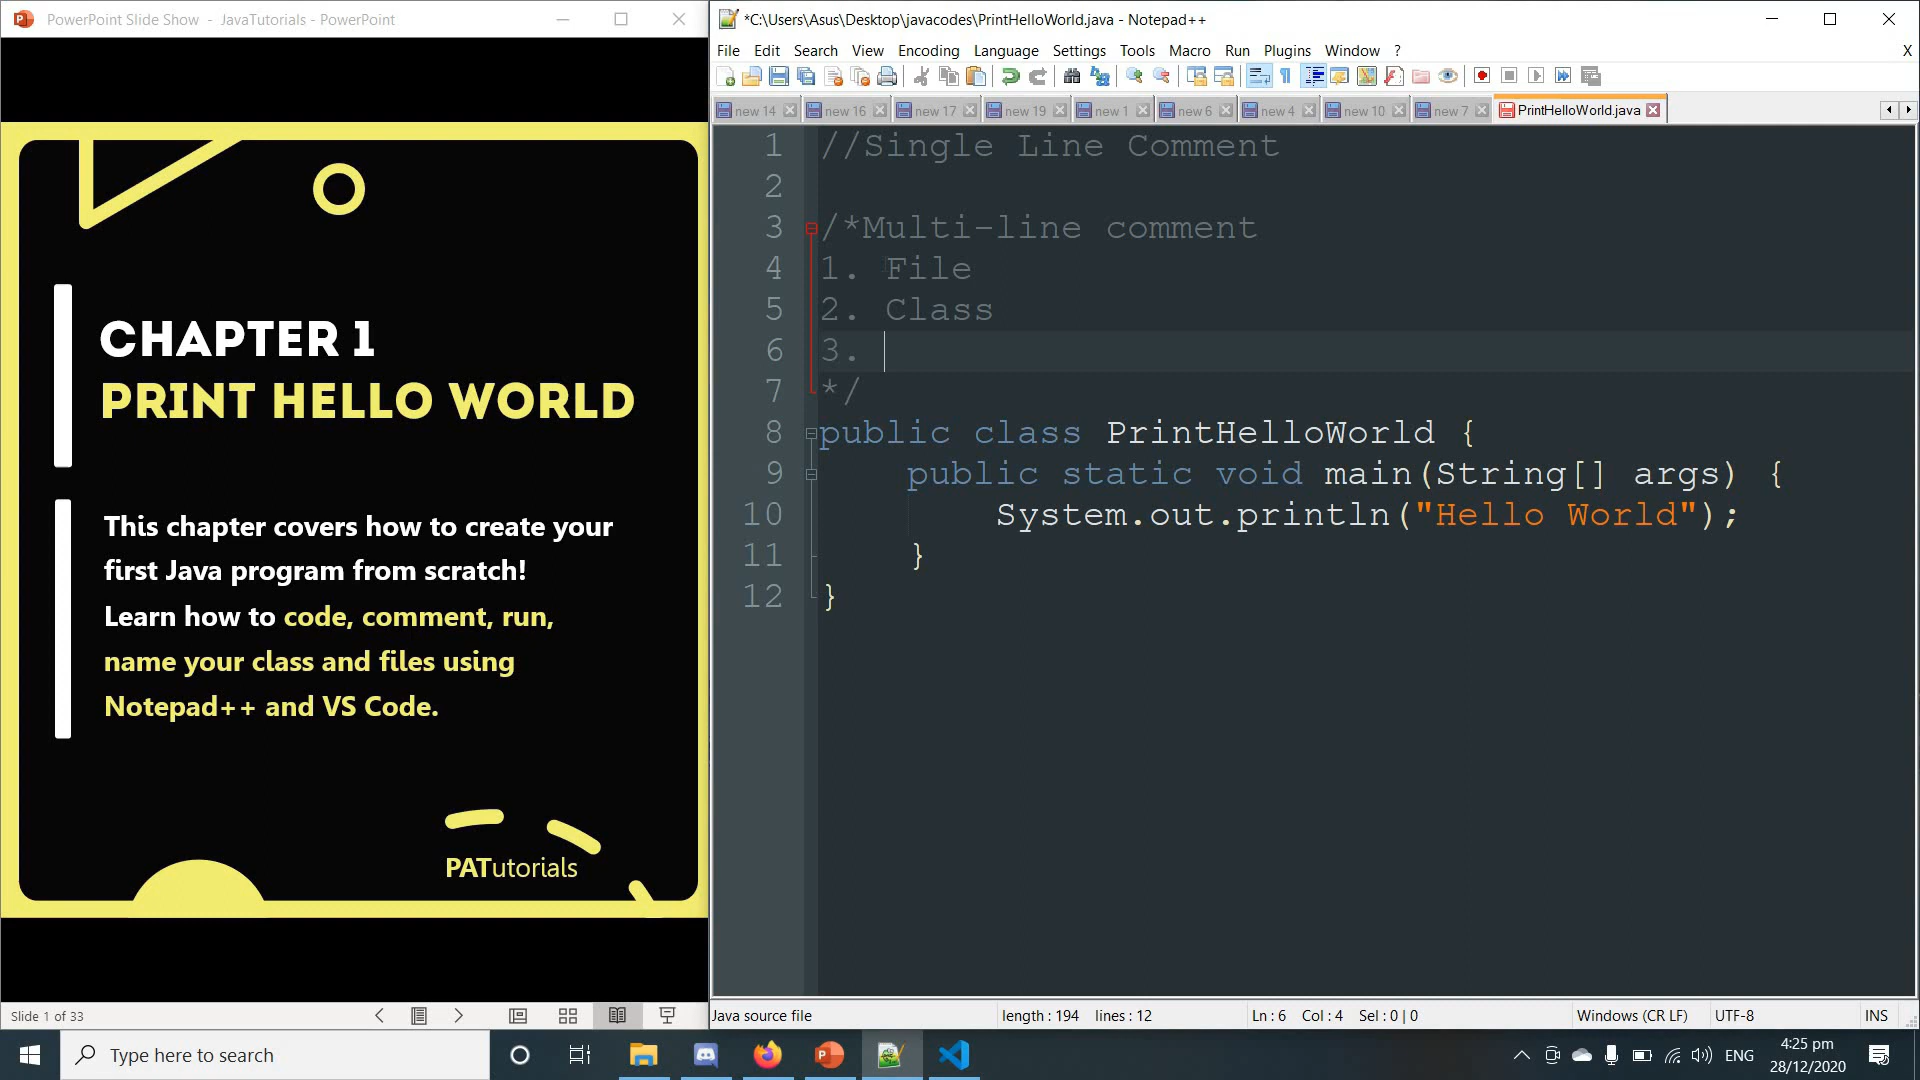 PowerPoint Slide Show - JavaTutorials - PowerPoint
CHAPTER 1
PRINT HELLO WORLD
This chapter covers how to create your
first Java program from scratch!
Learn how to code, comment, run,
name your class and files using
Notepad++ and VS Code.
PATutorials
Slide 1 of 33
*C:\Users\Asus\Desktop\javacodes\PrintHelloWorld.java - Notepad++
File Edit Search View Encoding Language Settings Tools Macro Run Plugins Window ? X
new 14 new 16 new 17 new 19 new 1 new 6 new 4 new 10 new 7 PrintHelloWorld.java
1 //Single Line Comment
2
3 /*Multi-line comment
4 1. File
5 2. Class
6 3.
7 */
8 public class PrintHelloWorld {
9 public static void main(String[] args) {
10 System.out.println("Hello World");
11 }
12 }
Java source file length : 194 lines : 12 Ln : 6 Col : 4 Sel : 0 | 0 Windows (CR LF) UTF-8 INS
Type here to search
ENG
4:25 pm
28/12/2020